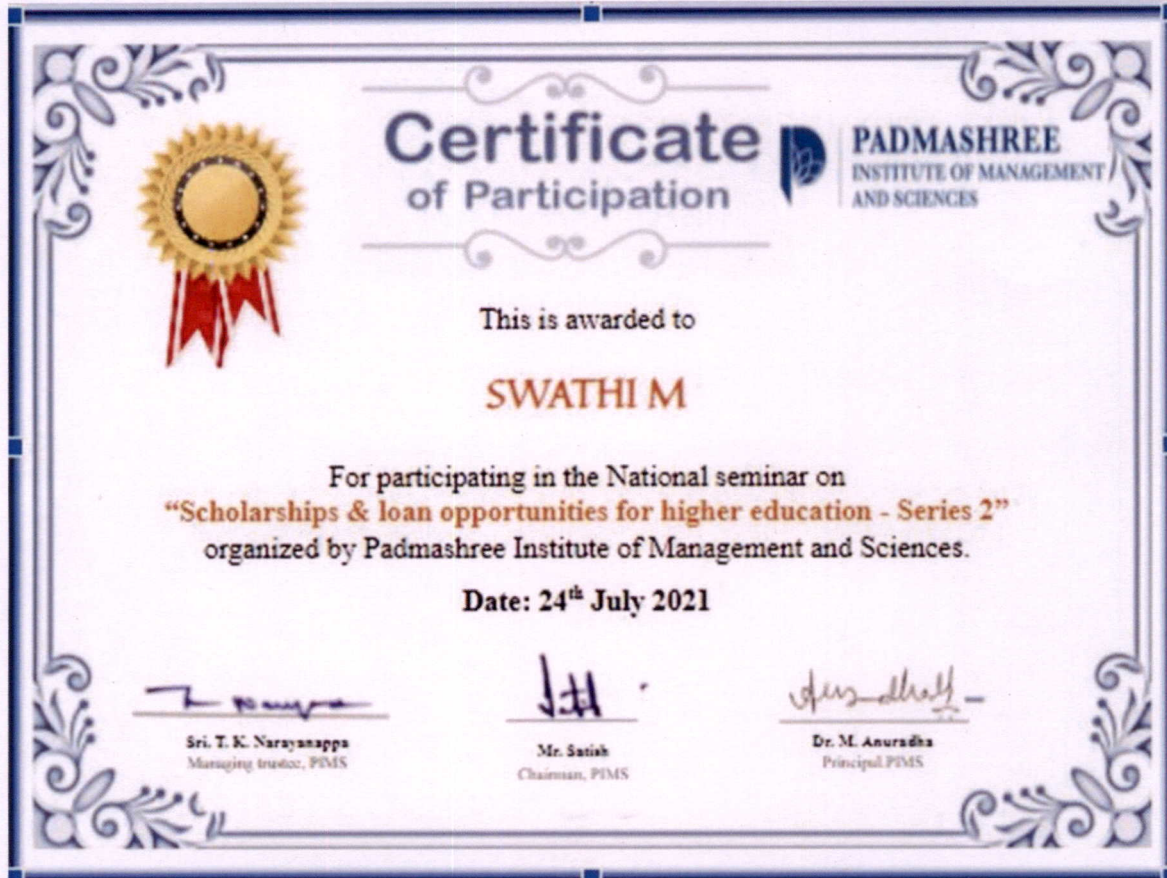 Certificate
of Participation
PADMASHREE
INSTITUTE OF MANAGEMENT
AND SCIENCES
This is awarded to
SWATHI M
For participating in the National seminar on
“Scholarships & loan opportunities for higher education - Series 2”
organized by Padmashree Institute of Management and Sciences.
Date: 24th July 2021
Sri. T. K. Narayanappa
Managing trustee, PIMS
Mr. Satish
Chairman, PIMS
Dr. M. Anuradha
Principal.PIMS